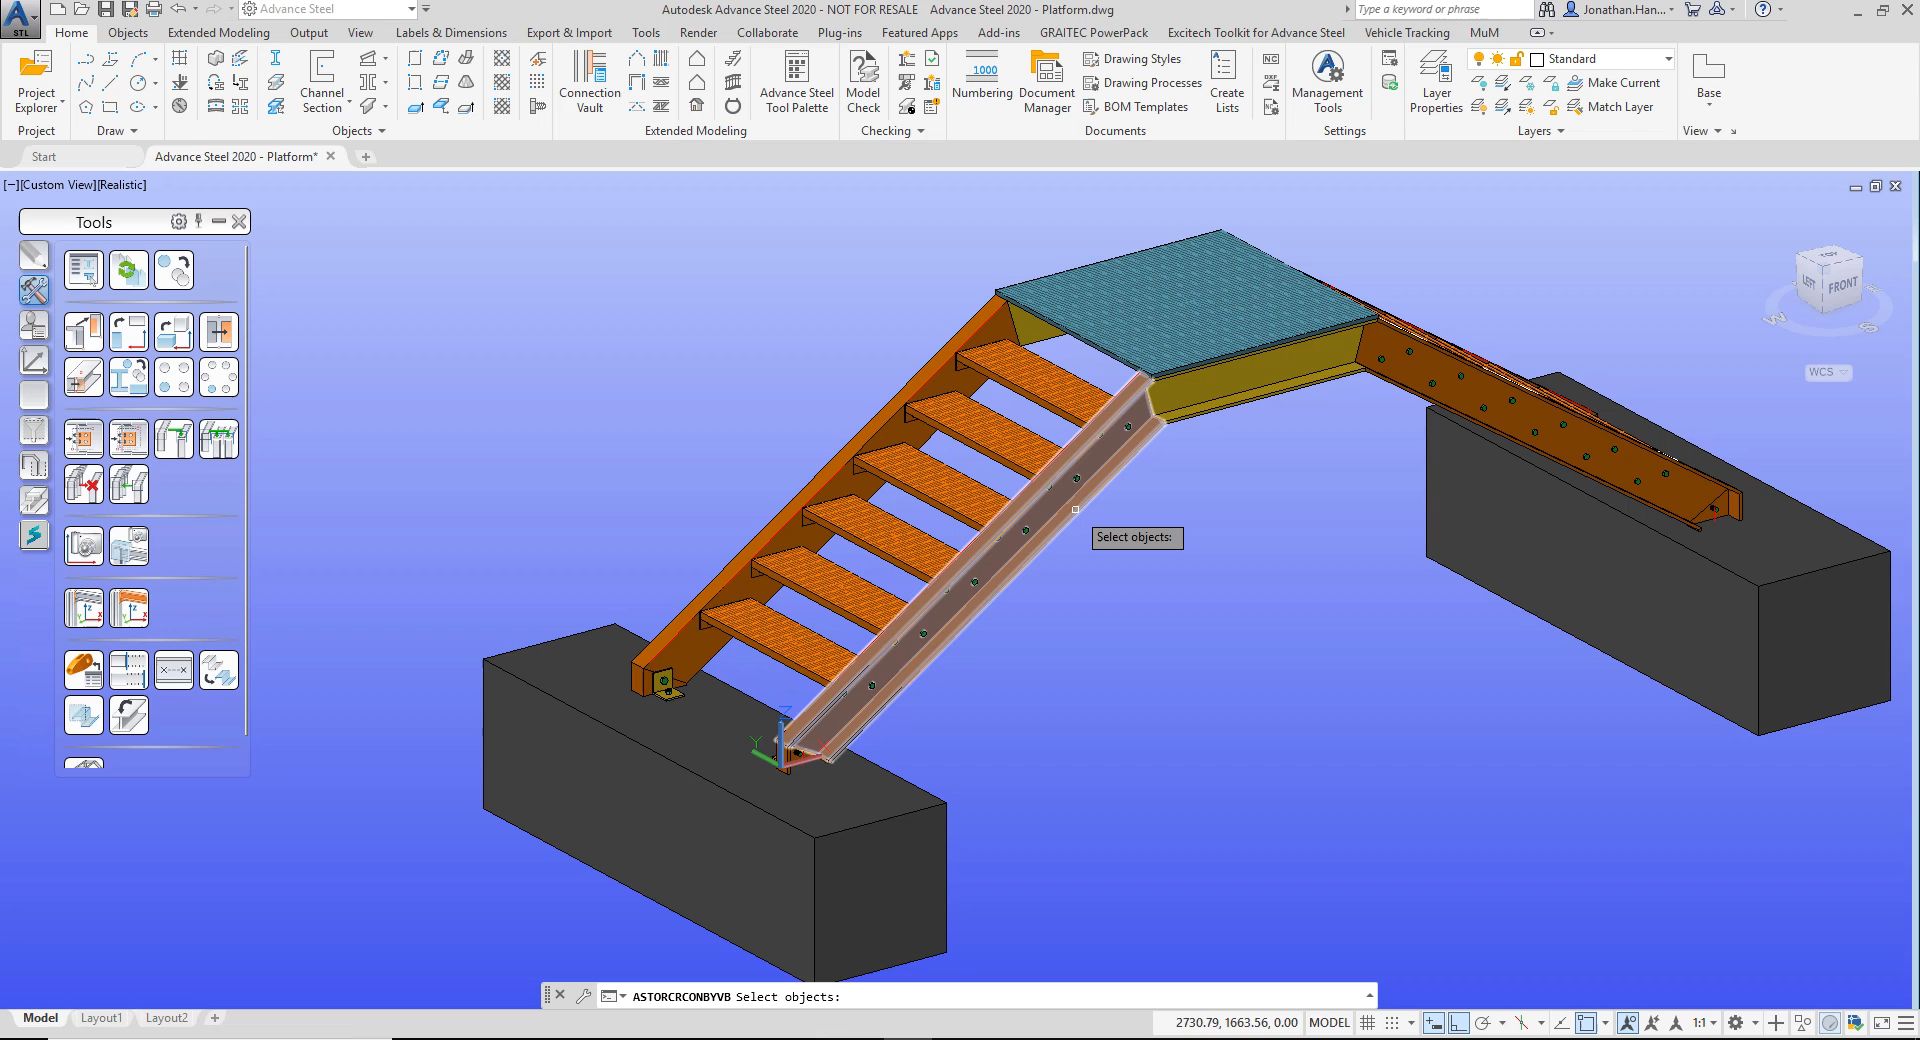 A
STL
Advance Steel
Autodesk Advance Steel 2020 - NOT FOR RESALE    Advance Steel 2020 - Platform.dwg
Type a keyword or phrase
Jonathan.Han...
Home
Objects
Extended Modeling
Output
View
Labels & Dimensions
Export & Import
Tools
Render
Collaborate
Plug-ins
Featured Apps
Add-ins
GRAITEC PowerPack
Excitech Toolkit for Advance Steel
Vehicle Tracking
MuM
Project
Explorer
Channel
Section
Connection
Vault
Advance Steel
Tool Palette
Model
Check
1000
Numbering
Document
Manager
Drawing Styles
Drawing Processes
BOM Templates
Create
Lists
NC
DXF
Management
Tools
Layer
Properties
Standard
Make Current
Match Layer
Base
Project
Draw
Objects
Extended Modeling
Checking
Documents
Settings
Layers
View
Start
Advance Steel 2020 - Platform*
[−][Custom View][Realistic]
Tools
TOP
LEFT
FRONT
W
S
WCS
Select objects:
Z
Y
ASTORCRCONBYVB Select objects:
Model
Layout1
Layout2
2730.79, 1663.56, 0.00
MODEL
1:1